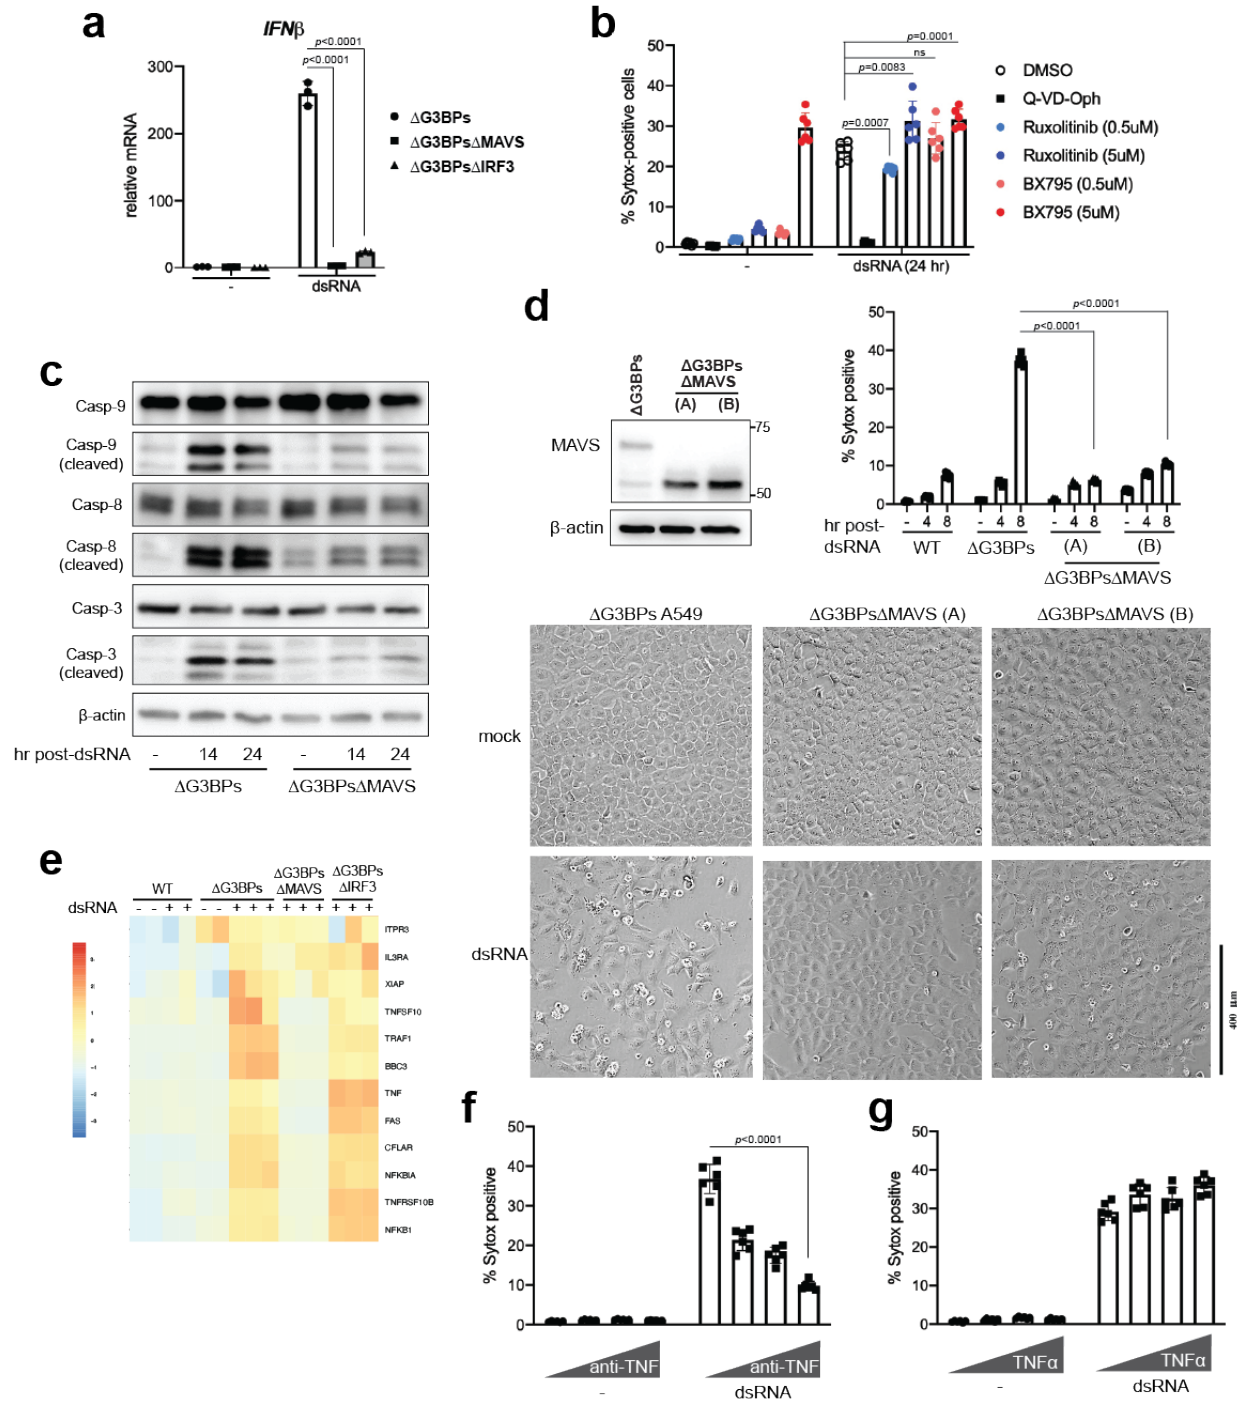 a
IFNβ
p<0.0001
p<0.0001
300
200
100
0
relative mRNA
-
dsRNA
ΔG3BPs
ΔG3BPsΔMAVS
ΔG3BPsΔIRF3
b
50
40
30
20
10
0
% Sytox-positive cells
p=0.0001
ns
p=0.0083
p=0.0007
-
dsRNA (24 hr)
DMSO
Q-VD-Oph
Ruxolitinib (0.5uM)
Ruxolitinib (5uM)
BX795 (0.5uM)
BX795 (5uM)
c
Casp-9
Casp-9
(cleaved)
Casp-8
Casp-8
(cleaved)
Casp-3
Casp-3
(cleaved)
β-actin
hr post-dsRNA - 14 24 - 14 24
ΔG3BPs ΔG3BPsΔMAVS
d
ΔG3BPs
ΔG3BPs
ΔMAVS
(A) (B)
MAVS
75
50
β-actin
50
40
30
20
10
0
% Sytox positive
p<0.0001
p<0.0001
- 4 8 - 4 8 - 4 8 - 4 8
hr post-
dsRNA
WT ΔG3BPs (A) (B)
ΔG3BPsΔMAVS
ΔG3BPs A549 ΔG3BPsΔMAVS (A) ΔG3BPsΔMAVS (B)
mock
dsRNA
400 μm
e
WT ΔG3BPs ΔG3BPs ΔG3BPs
ΔMAVS ΔIRF3
dsRNA - - + + - - + + + + + + + + +
ITPR3
IL3RA
XIAP
TNFSF10
TRAF1
BBC3
TNF
FAS
CFLAR
NFKBIA
TNFRSF10B
NFKB1
f
50
40
30
20
10
0
% Sytox positive
p<0.0001
anti-TNF anti-TNF
- dsRNA
g
50
40
30
20
10
0
% Sytox positive
TNFα TNFα
- dsRNA